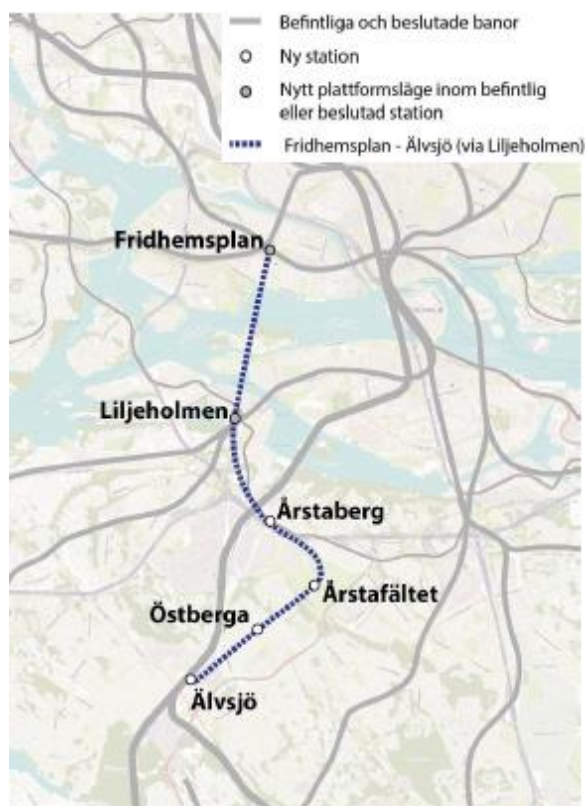 Befintliga och beslutade banor
Ny station
Nytt plattformsläge inom befintlig
eller beslutad station
Fridhemsplan - Älvsjö (via Liljeholmen)
Fridhemsplan
Liljeholmen
Årstaberg
Årstafältet
Östberga
Älvsjö